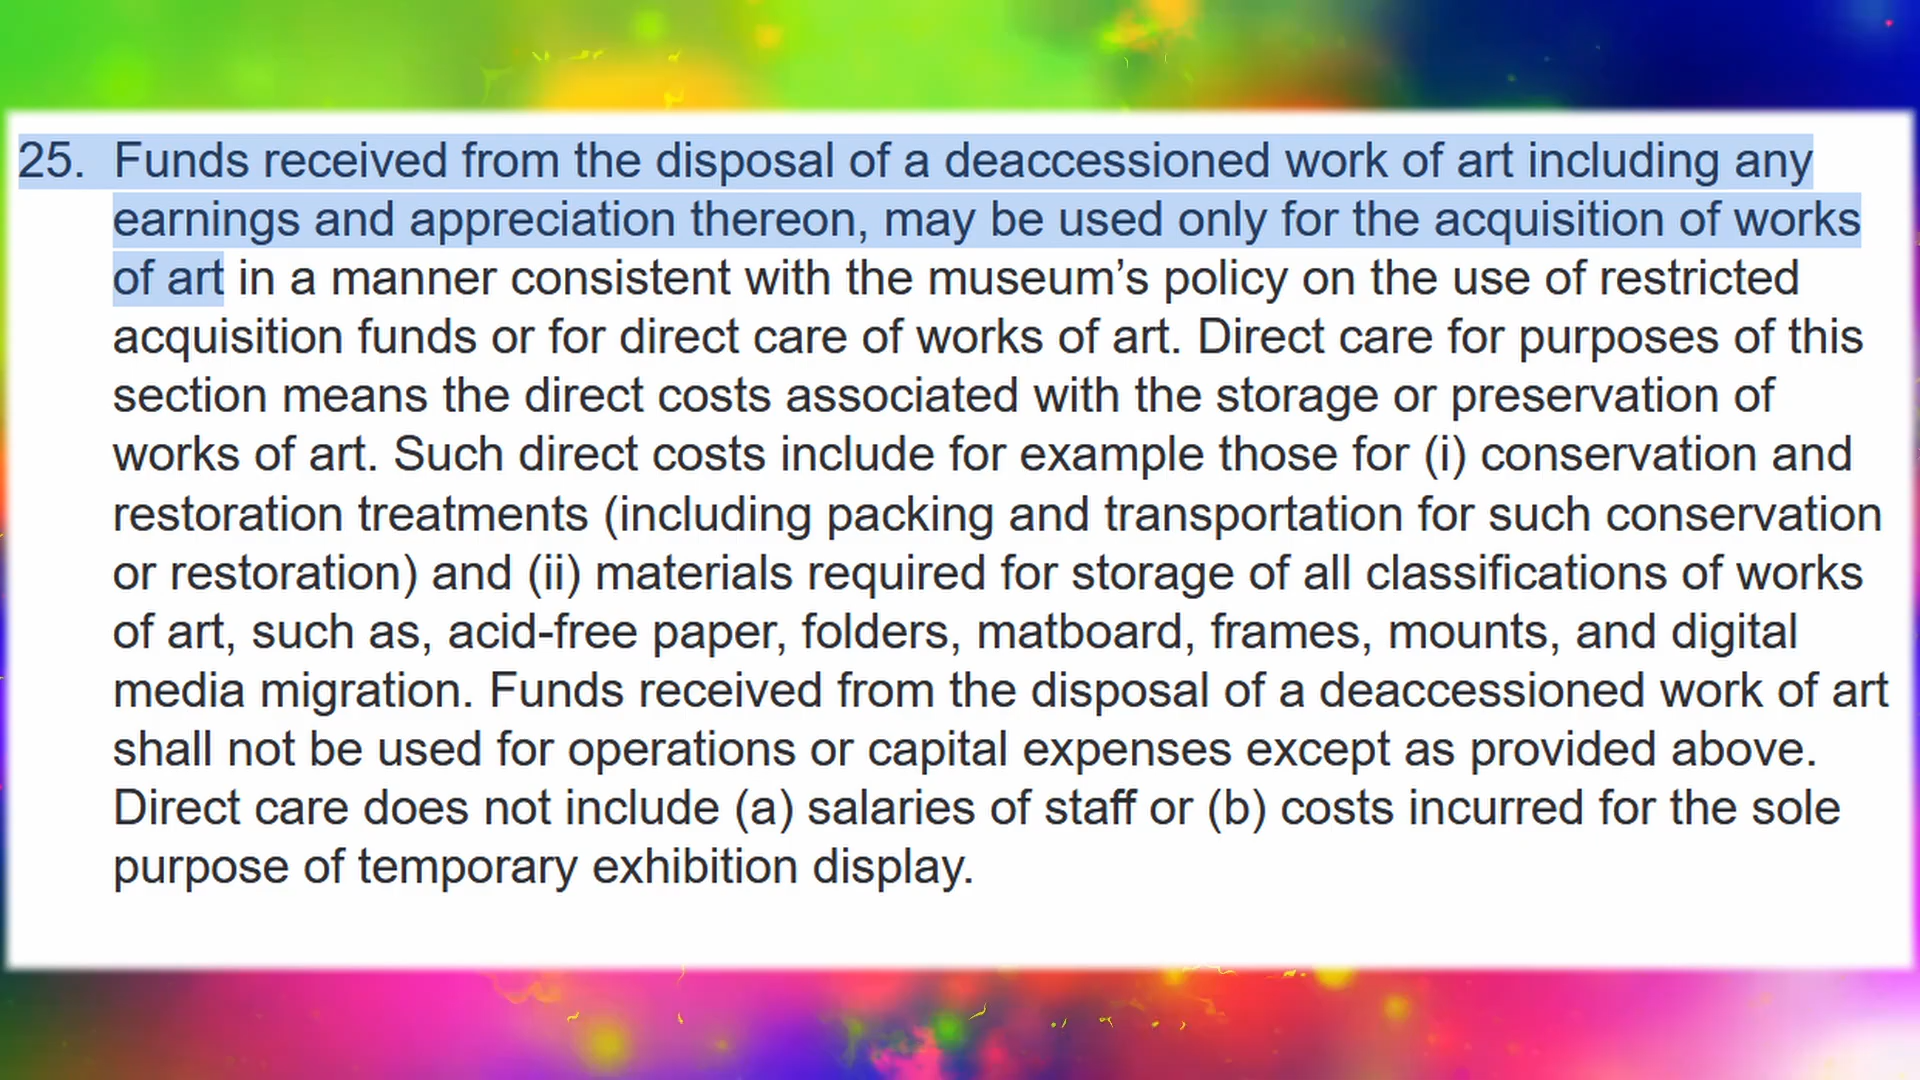 25. Funds received from the disposal of a deaccessioned work of art including any
earnings and appreciation thereon, may be used only for the acquisition of works
of art in a manner consistent with the museum’s policy on the use of restricted
acquisition funds or for direct care of works of art. Direct care for purposes of this
section means the direct costs associated with the storage or preservation of
works of art. Such direct costs include for example those for (i) conservation and
restoration treatments (including packing and transportation for such conservation
or restoration) and (ii) materials required for storage of all classifications of works
of art, such as, acid-free paper, folders, matboard, frames, mounts, and digital
media migration. Funds received from the disposal of a deaccessioned work of art
shall not be used for operations or capital expenses except as provided above.
Direct care does not include (a) salaries of staff or (b) costs incurred for the sole
purpose of temporary exhibition display.